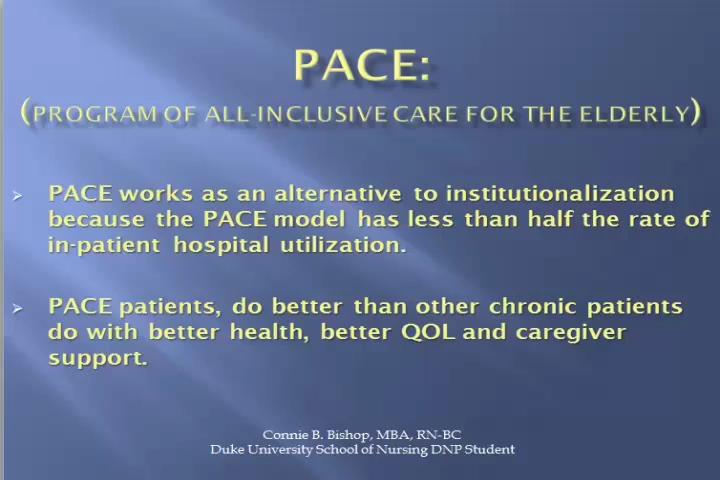 PACE:
(PROGRAM OF ALL-INCLUSIVE CARE FOR THE ELDERLY)
PACE works as an alternative to institutionalization
because the PACE model has less than half the rate of
in-patient hospital utilization.
PACE patients, do better than other chronic patients
do with better health, better QOL and caregiver
support.
Connie B. Bishop, MBA, RN-BC
Duke University School of Nursing DNP Student